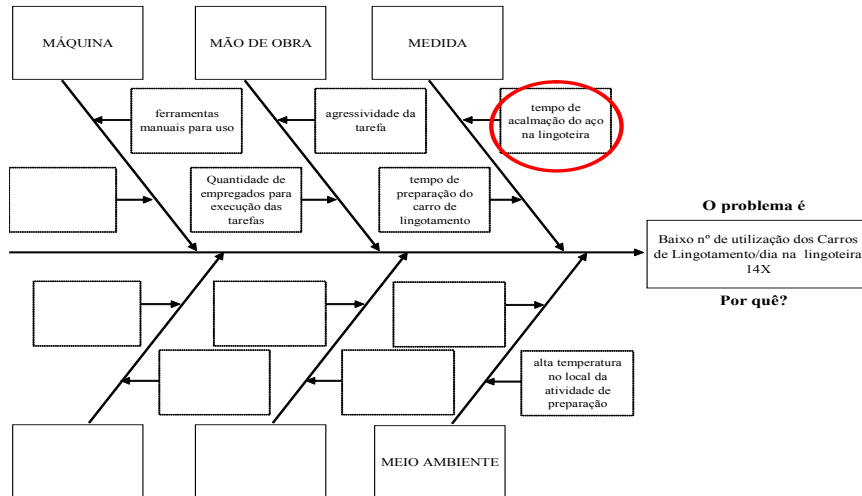 MÁQUINA
MÃO DE OBRA
MEDIDA
ferramentas
manuais para uso
agressividade da
tarefa
tempo de
acalmação do aço
na lingoteira
Quantidade de
empregados para
execução das
tarefas
tempo de
preparação do
carro de
lingotamento
O problema é
Baixo nº de utilização dos Carros
de Lingotamento/dia na lingoteira
14X
Por quê?
alta temperatura
no local da
atividade de
preparação
MEIO AMBIENTE